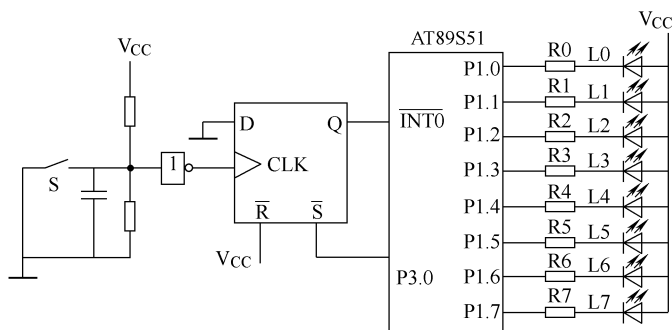 AT89S51
VCC
VCC
P1.0 R0 L0
P1.1 R1 L1
P1.2 R2 L2
P1.3 R3 L3
P1.4 R4 L4
P1.5 R5 L5
P1.6 R6 L6
P1.7 R7 L7
D Q
I̅N̅T̅0̅
S
1
CLK
R̅ S̅
VCC
P3.0